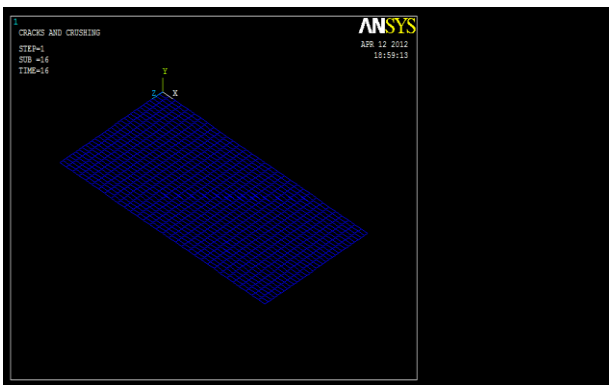 1
CRACKS AND CRUSHING
STEP=1
SUB =16
TIME=16
ANSYS
APR 12 2012
18:59:13
Y
Z X